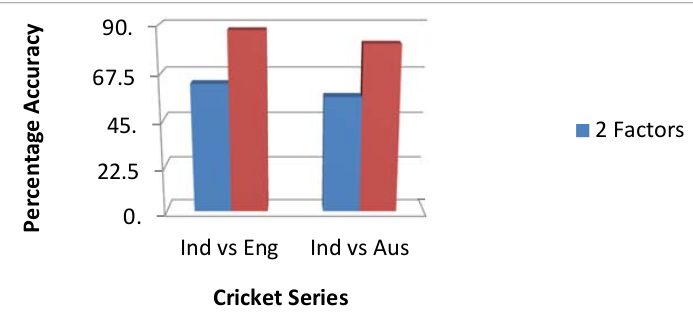 Percentage Accuracy
90.
67.5
45.
22.5
0.
Ind vs Eng Ind vs Aus
Cricket Series
2 Factors